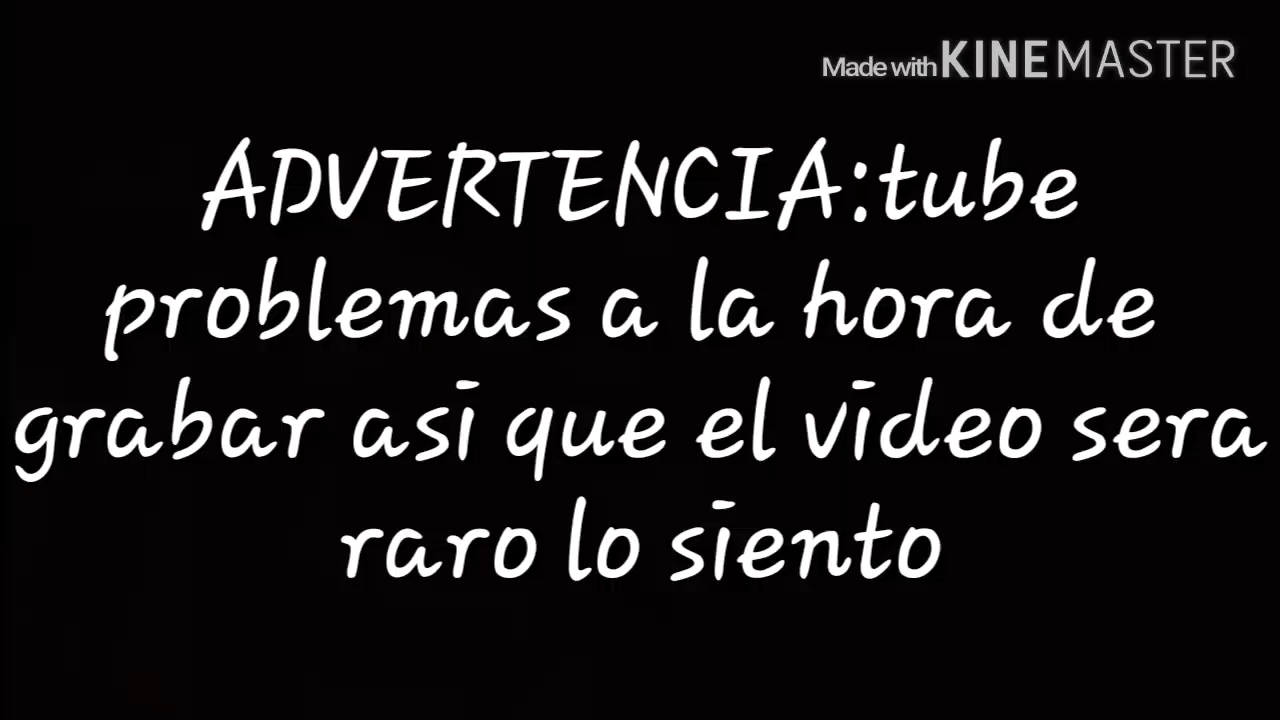 Made with KINEMASTER
ADVERTENCIA:tube
problemas a la hora de
grabar asi que el video sera
raro lo siento